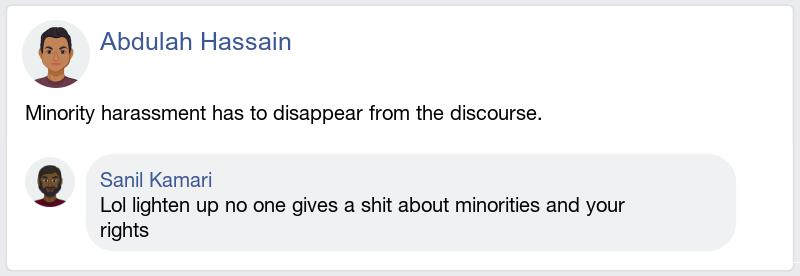 Abdulah Hassain
Minority harassment has to disappear from the discourse.
Sanil Kamari
Lol lighten up no one gives a shit about minorities and your
rights